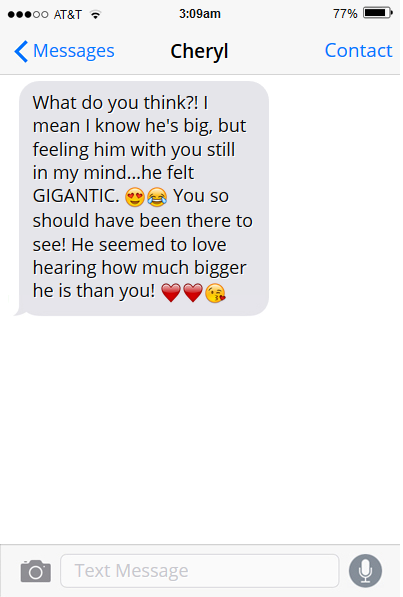 AT&T 3:09am 77%
Messages Cheryl Contact
What do you think?! I
mean I know he's big, but
feeling him with you still
in my mind...he felt
GIGANTIC. 😍😂 You so
should have been there to
see! He seemed to love
hearing how much bigger
he is than you! ❤️❤️😘
Text Message